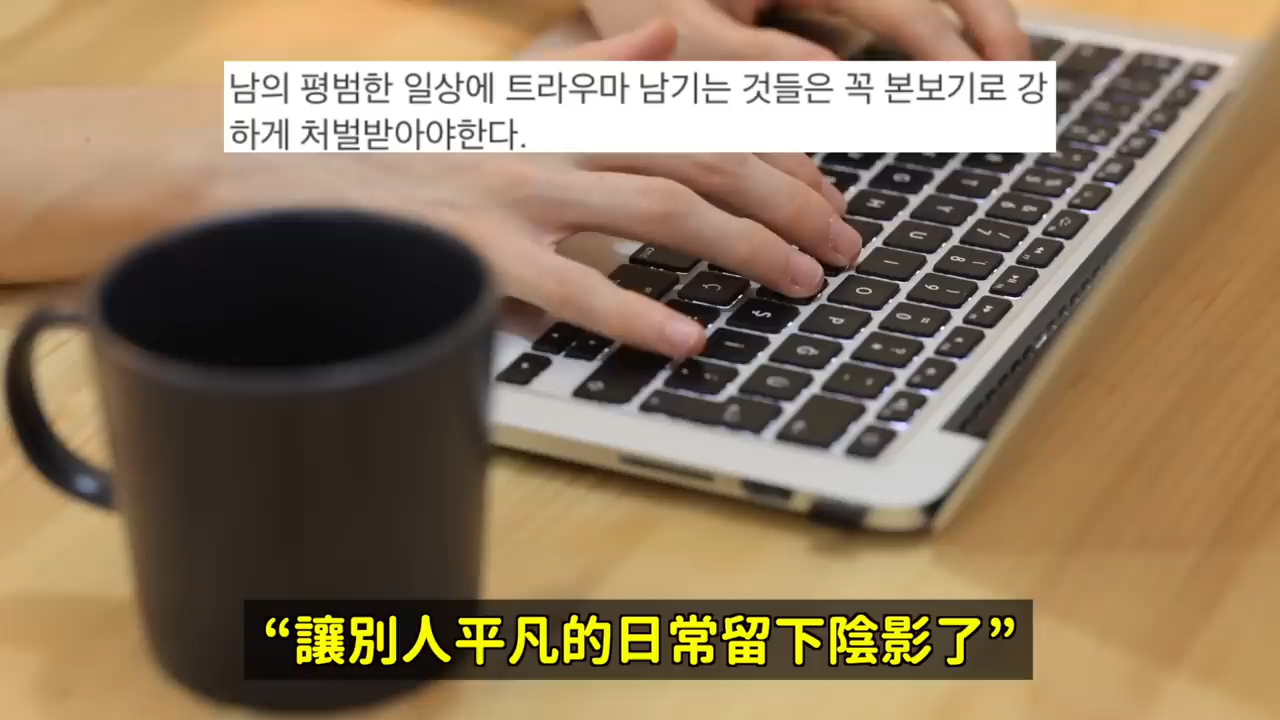 남의 평범한 일상에 트라우마 남기는 것들은 꼭 본보기로 강
하게 처벌받아야한다.
“讓別人平凡的日常留下陰影了”